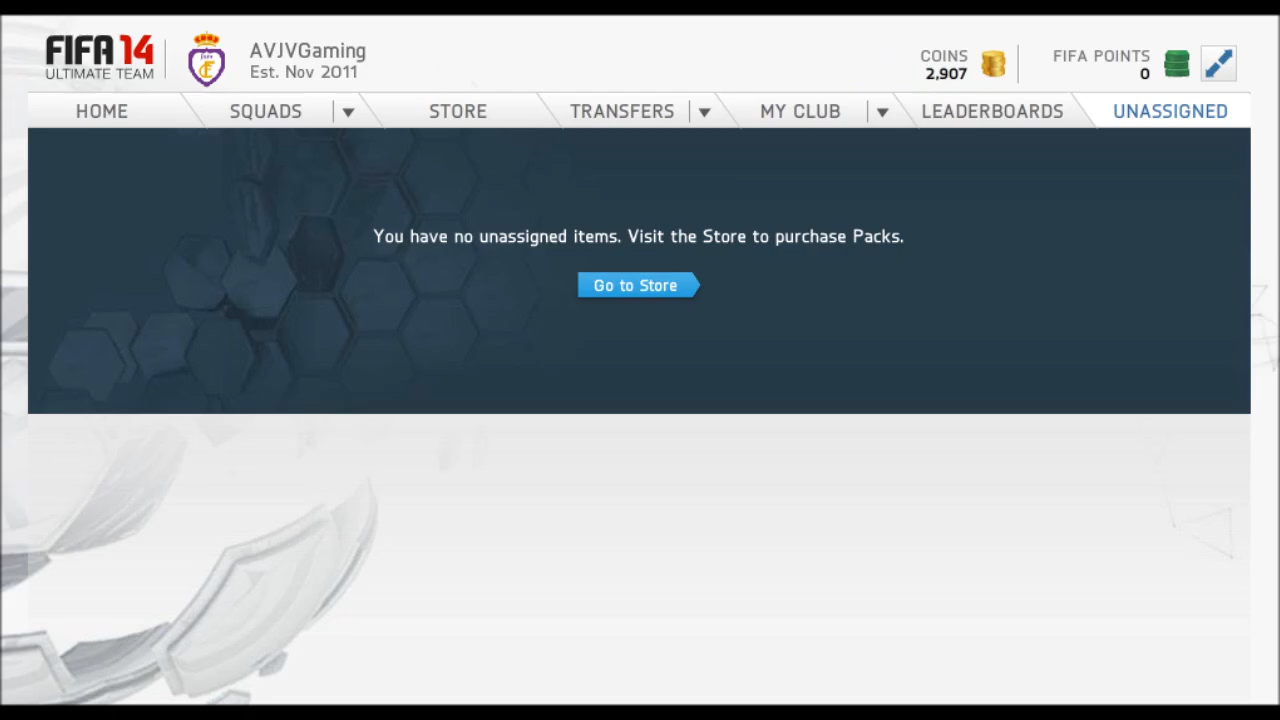 FIFA 14
ULTIMATE TEAM
AVJVGaming
Est. Nov 2011
COINS
2,907
FIFA POINTS
0
HOME
SQUADS
STORE
TRANSFERS
MY CLUB
LEADERBOARDS
UNASSIGNED
You have no unassigned items. Visit the Store to purchase Packs.
Go to Store